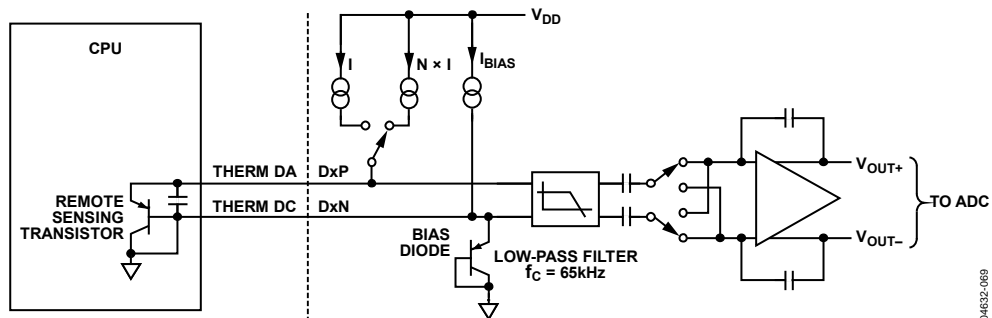 V_DD
CPU
I
N × I
I_BIAS
THERM DA
DxP
V_OUT+
REMOTE
SENSING
TRANSISTOR
THERM DC
DxN
TO ADC
BIAS
DIODE
LOW-PASS FILTER
f_C = 65kHz
V_OUT–
04632-069